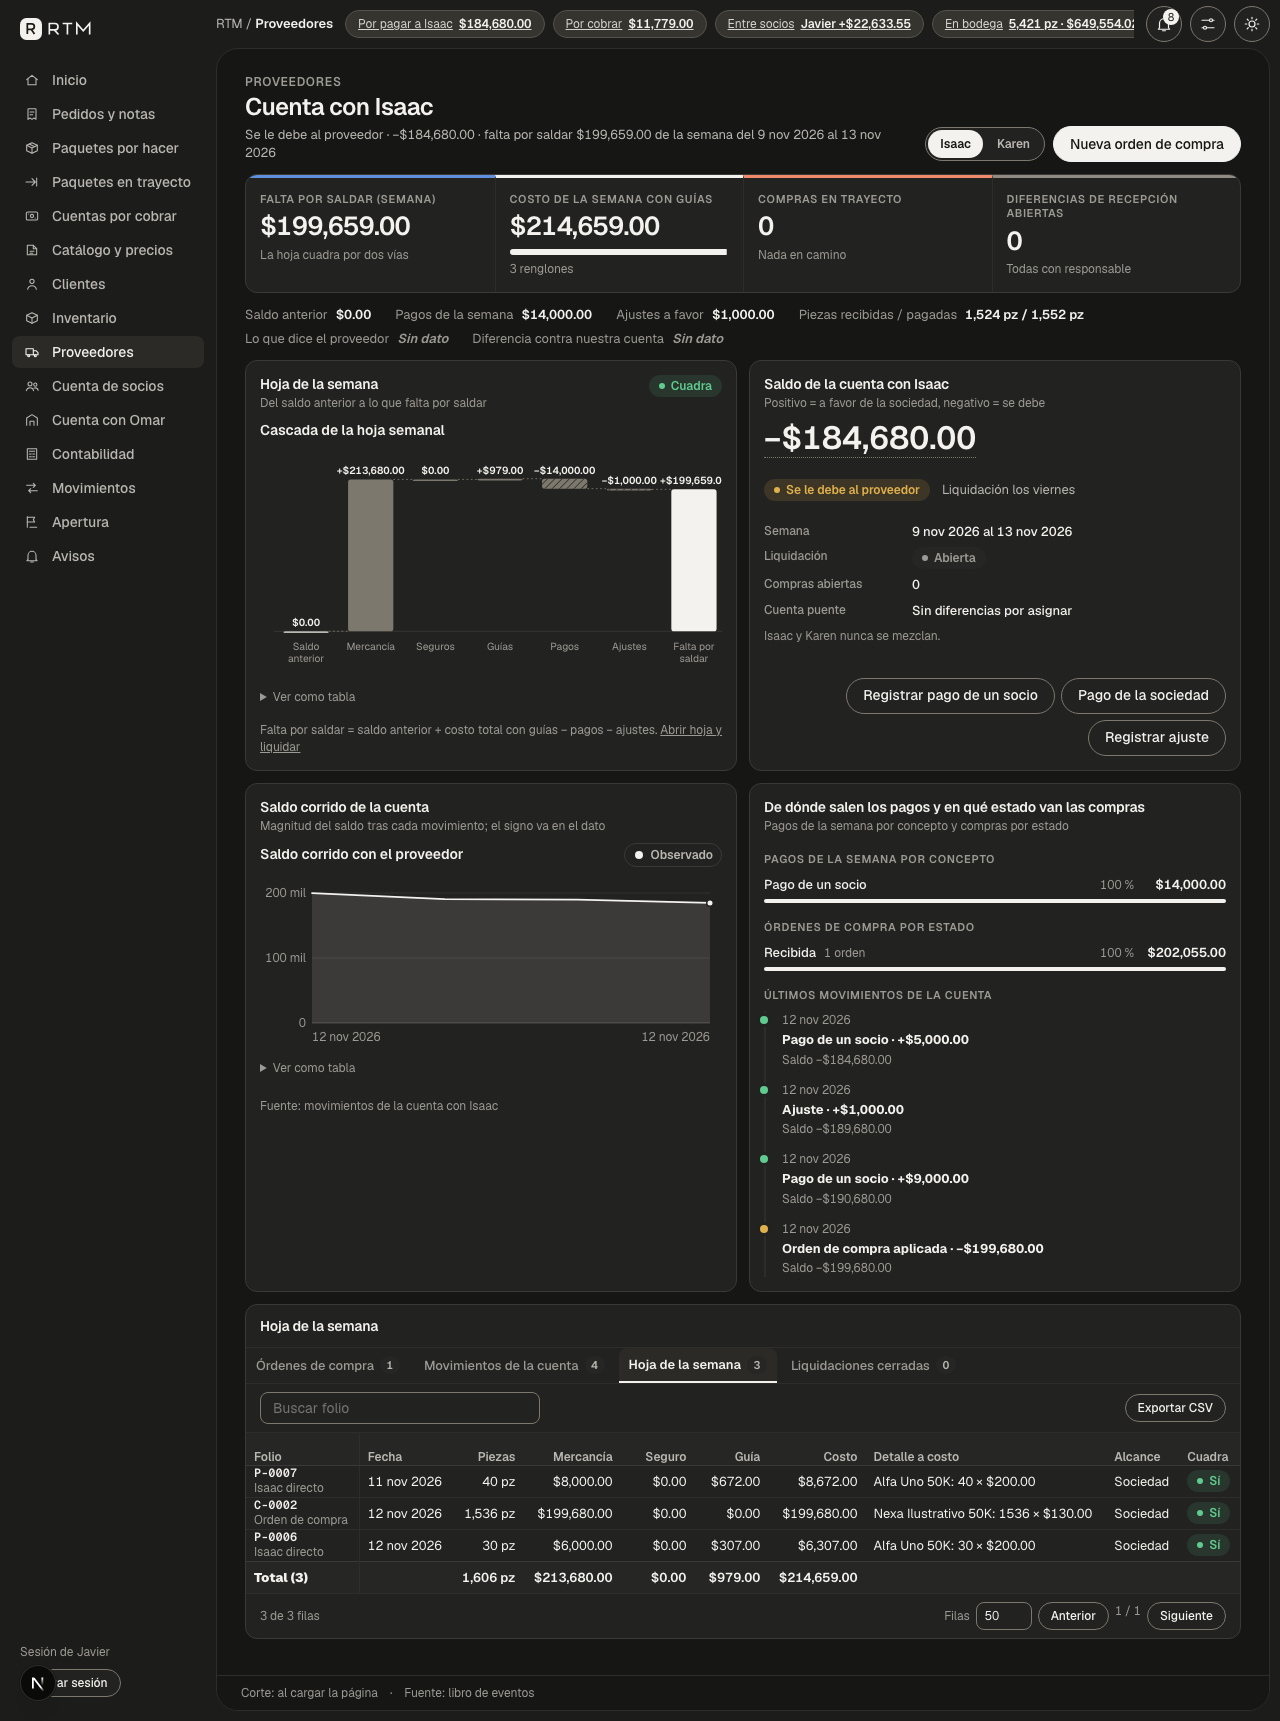 R RTM
Inicio
Pedidos y notas
Paquetes por hacer
Paquetes en trayecto
Cuentas por cobrar
Catálogo y precios
Clientes
Inventario
Proveedores
Cuenta de socios
Cuenta con Omar
Contabilidad
Movimientos
Apertura
Avisos
Sesión de Javier
N ar sesión
RTM / Proveedores
Por pagar a Isaac $184,680.00
Por cobrar $11,779.00
Entre socios Javier +$22,633.55
En bodega 5,421 pz · $649,554.02
8
PROVEEDORES
Cuenta con Isaac
Se le debe al proveedor · −$184,680.00 · falta por saldar $199,659.00 de la semana del 9 nov 2026 al 13 nov
2026
Isaac Karen
Nueva orden de compra
FALTA POR SALDAR (SEMANA)
$199,659.00
La hoja cuadra por dos vías
COSTO DE LA SEMANA CON GUÍAS
$214,659.00
3 renglones
COMPRAS EN TRAYECTO
0
Nada en camino
DIFERENCIAS DE RECEPCIÓN
ABIERTAS
0
Todas con responsable
Saldo anterior $0.00 Pagos de la semana $14,000.00 Ajustes a favor $1,000.00 Piezas recibidas / pagadas 1,524 pz / 1,552 pz
Lo que dice el proveedor Sin dato Diferencia contra nuestra cuenta Sin dato
Hoja de la semana
Cuadra
Del saldo anterior a lo que falta por saldar
Cascada de la hoja semanal
+$213,680.00 $0.00 +$979.00 −$14,000.00
−$1,000.00 +$199,659.0
$0.00
Saldo anterior
Mercancía
Seguros
Guías
Pagos
Ajustes
Falta por saldar
Ver como tabla
Falta por saldar = saldo anterior + costo total con guías − pagos − ajustes. Abrir hoja y
liquidar
Saldo de la cuenta con Isaac
Positivo = a favor de la sociedad, negativo = se debe
−$184,680.00
Se le debe al proveedor Liquidación los viernes
Semana 9 nov 2026 al 13 nov 2026
Liquidación Abierta
Compras abiertas 0
Cuenta puente Sin diferencias por asignar
Isaac y Karen nunca se mezclan.
Registrar pago de un socio
Pago de la sociedad
Registrar ajuste
Saldo corrido de la cuenta
Magnitud del saldo tras cada movimiento; el signo va en el dato
Saldo corrido con el proveedor
Observado
200 mil
100 mil
0
12 nov 2026 12 nov 2026
Ver como tabla
Fuente: movimientos de la cuenta con Isaac
De dónde salen los pagos y en qué estado van las compras
Pagos de la semana por concepto y compras por estado
PAGOS DE LA SEMANA POR CONCEPTO
Pago de un socio 100 % $14,000.00
ÓRDENES DE COMPRA POR ESTADO
Recibida 1 orden 100 % $202,055.00
ÚLTIMOS MOVIMIENTOS DE LA CUENTA
12 nov 2026
Pago de un socio · +$5,000.00
Saldo −$184,680.00
12 nov 2026
Ajuste · +$1,000.00
Saldo −$189,680.00
12 nov 2026
Pago de un socio · +$9,000.00
Saldo −$190,680.00
12 nov 2026
Orden de compra aplicada · −$199,680.00
Saldo −$199,680.00
Hoja de la semana
Órdenes de compra 1 Movimientos de la cuenta 4 Hoja de la semana 3 Liquidaciones cerradas 0
Buscar folio
Exportar CSV
Folio Fecha Piezas Mercancía Seguro Guía Costo Detalle a costo Alcance Cuadra
P-0007 Isaac directo 11 nov 2026 40 pz $8,000.00 $0.00 $672.00 $8,672.00 Alfa Uno 50K: 40 × $200.00 Sociedad Sí
C-0002 Orden de compra 12 nov 2026 1,536 pz $199,680.00 $0.00 $0.00 $199,680.00 Nexa Ilustrativo 50K: 1536 × $130.00 Sociedad Sí
P-0006 Isaac directo 12 nov 2026 30 pz $6,000.00 $0.00 $307.00 $6,307.00 Alfa Uno 50K: 30 × $200.00 Sociedad Sí
Total (3) 1,606 pz $213,680.00 $0.00 $979.00 $214,659.00
3 de 3 filas
Filas 50 Anterior 1 / 1 Siguiente
Corte: al cargar la página · Fuente: libro de eventos